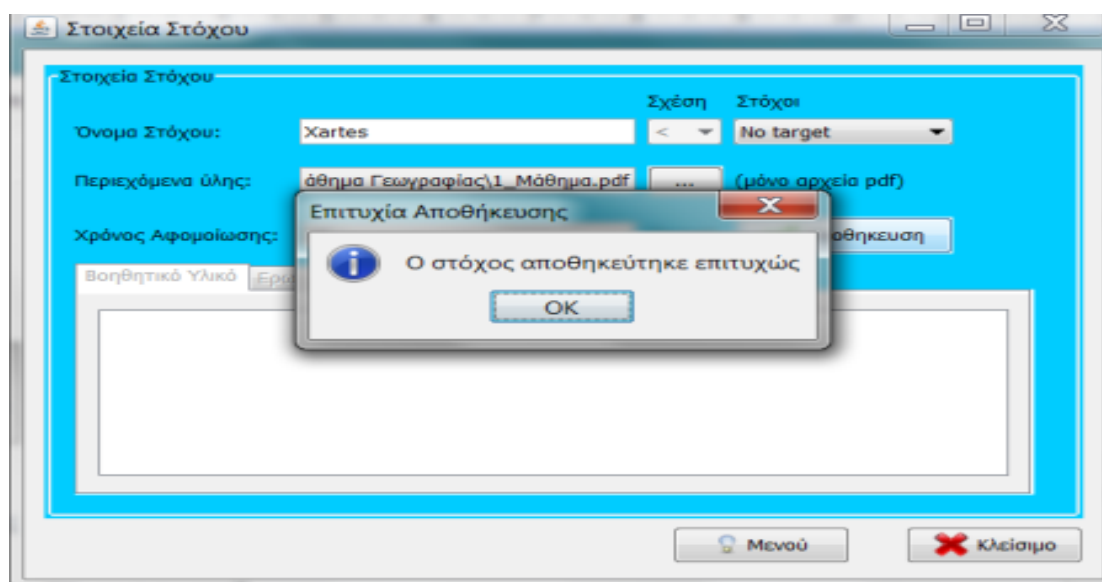 Στοιχεία Στόχου
Στοιχεία Στόχου
Σχέση Στόχοι
Όνομα Στόχου: Xartes < No target
Περιεχόμενα ύλης: άθημα Γεωγραφίας\1_Μάθημα.pdf ... (μόνο αρχεία pdf)
Επιτυχία Αποθήκευσης
Χρόνος Αφομοίωσης: οθηκευση
Ο στόχος αποθηκεύτηκε επιτυχώς
Βοηθητικό Υλικό Ερω
OK
Μενού Κλείσιμο